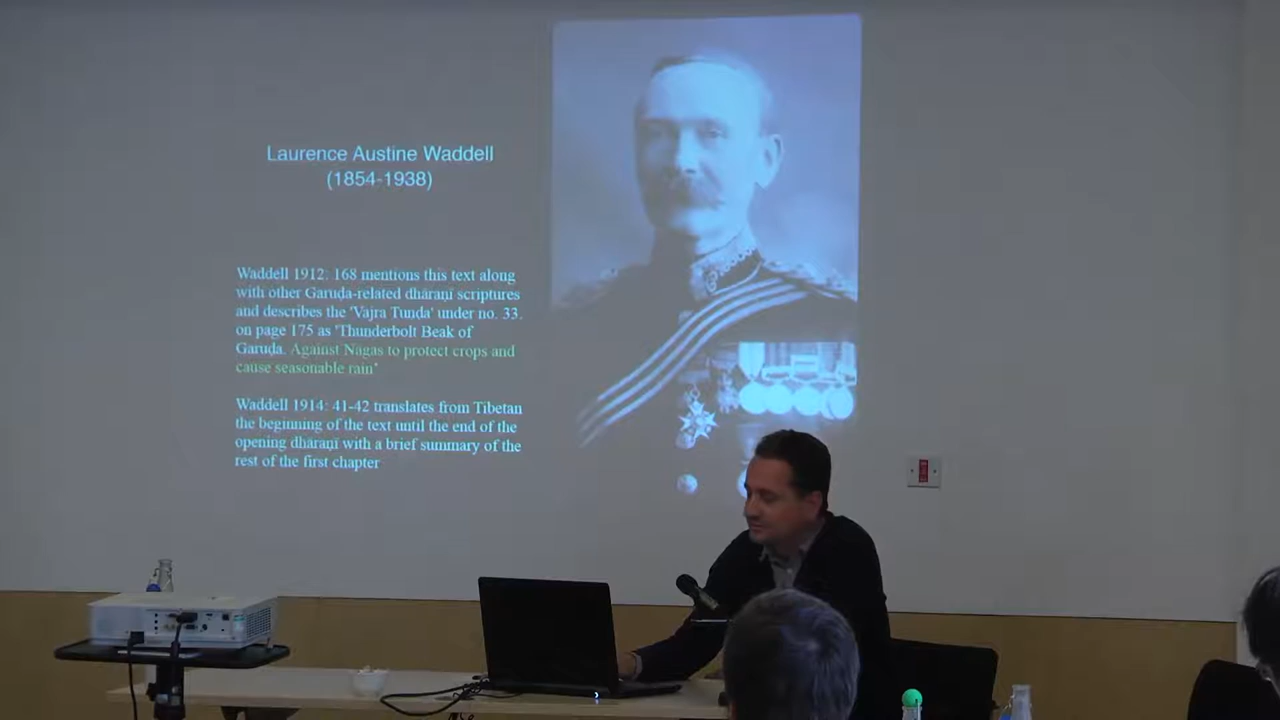 Laurence Austine Waddell
(1854-1938)
Waddell 1912: 168 mentions this text along
with other Garuḍa-related dhāraṇī scriptures
and describes the 'Vajra Tuṇḍa' under no. 33.
on page 175 as 'Thunderbolt Beak of
Garuḍa. Against Nagas to protect crops and
cause seasonable rain'
Waddell 1914: 41-42 translates from Tibetan
the beginning of the text until the end of the
opening dhāraṇī with a brief summary of the
rest of the first chapter